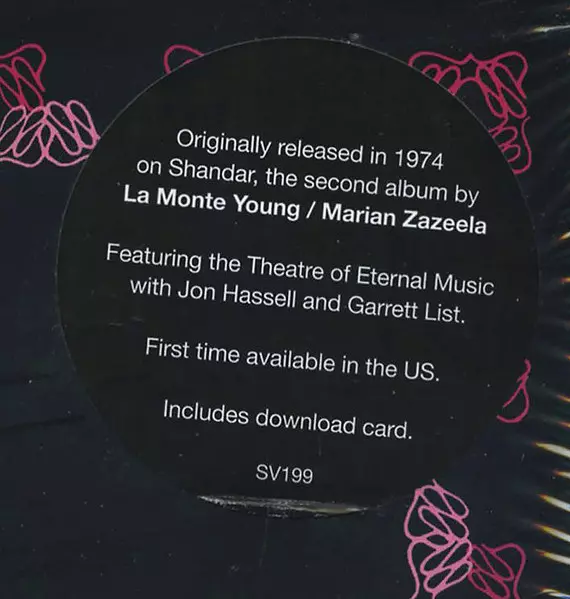 Originally released in 1974
on Shandar, the second album by
La Monte Young / Marian Zazeela
Featuring the Theatre of Eternal Music
with Jon Hassell and Garrett List.
First time available in the US.
Includes download card.
SV199